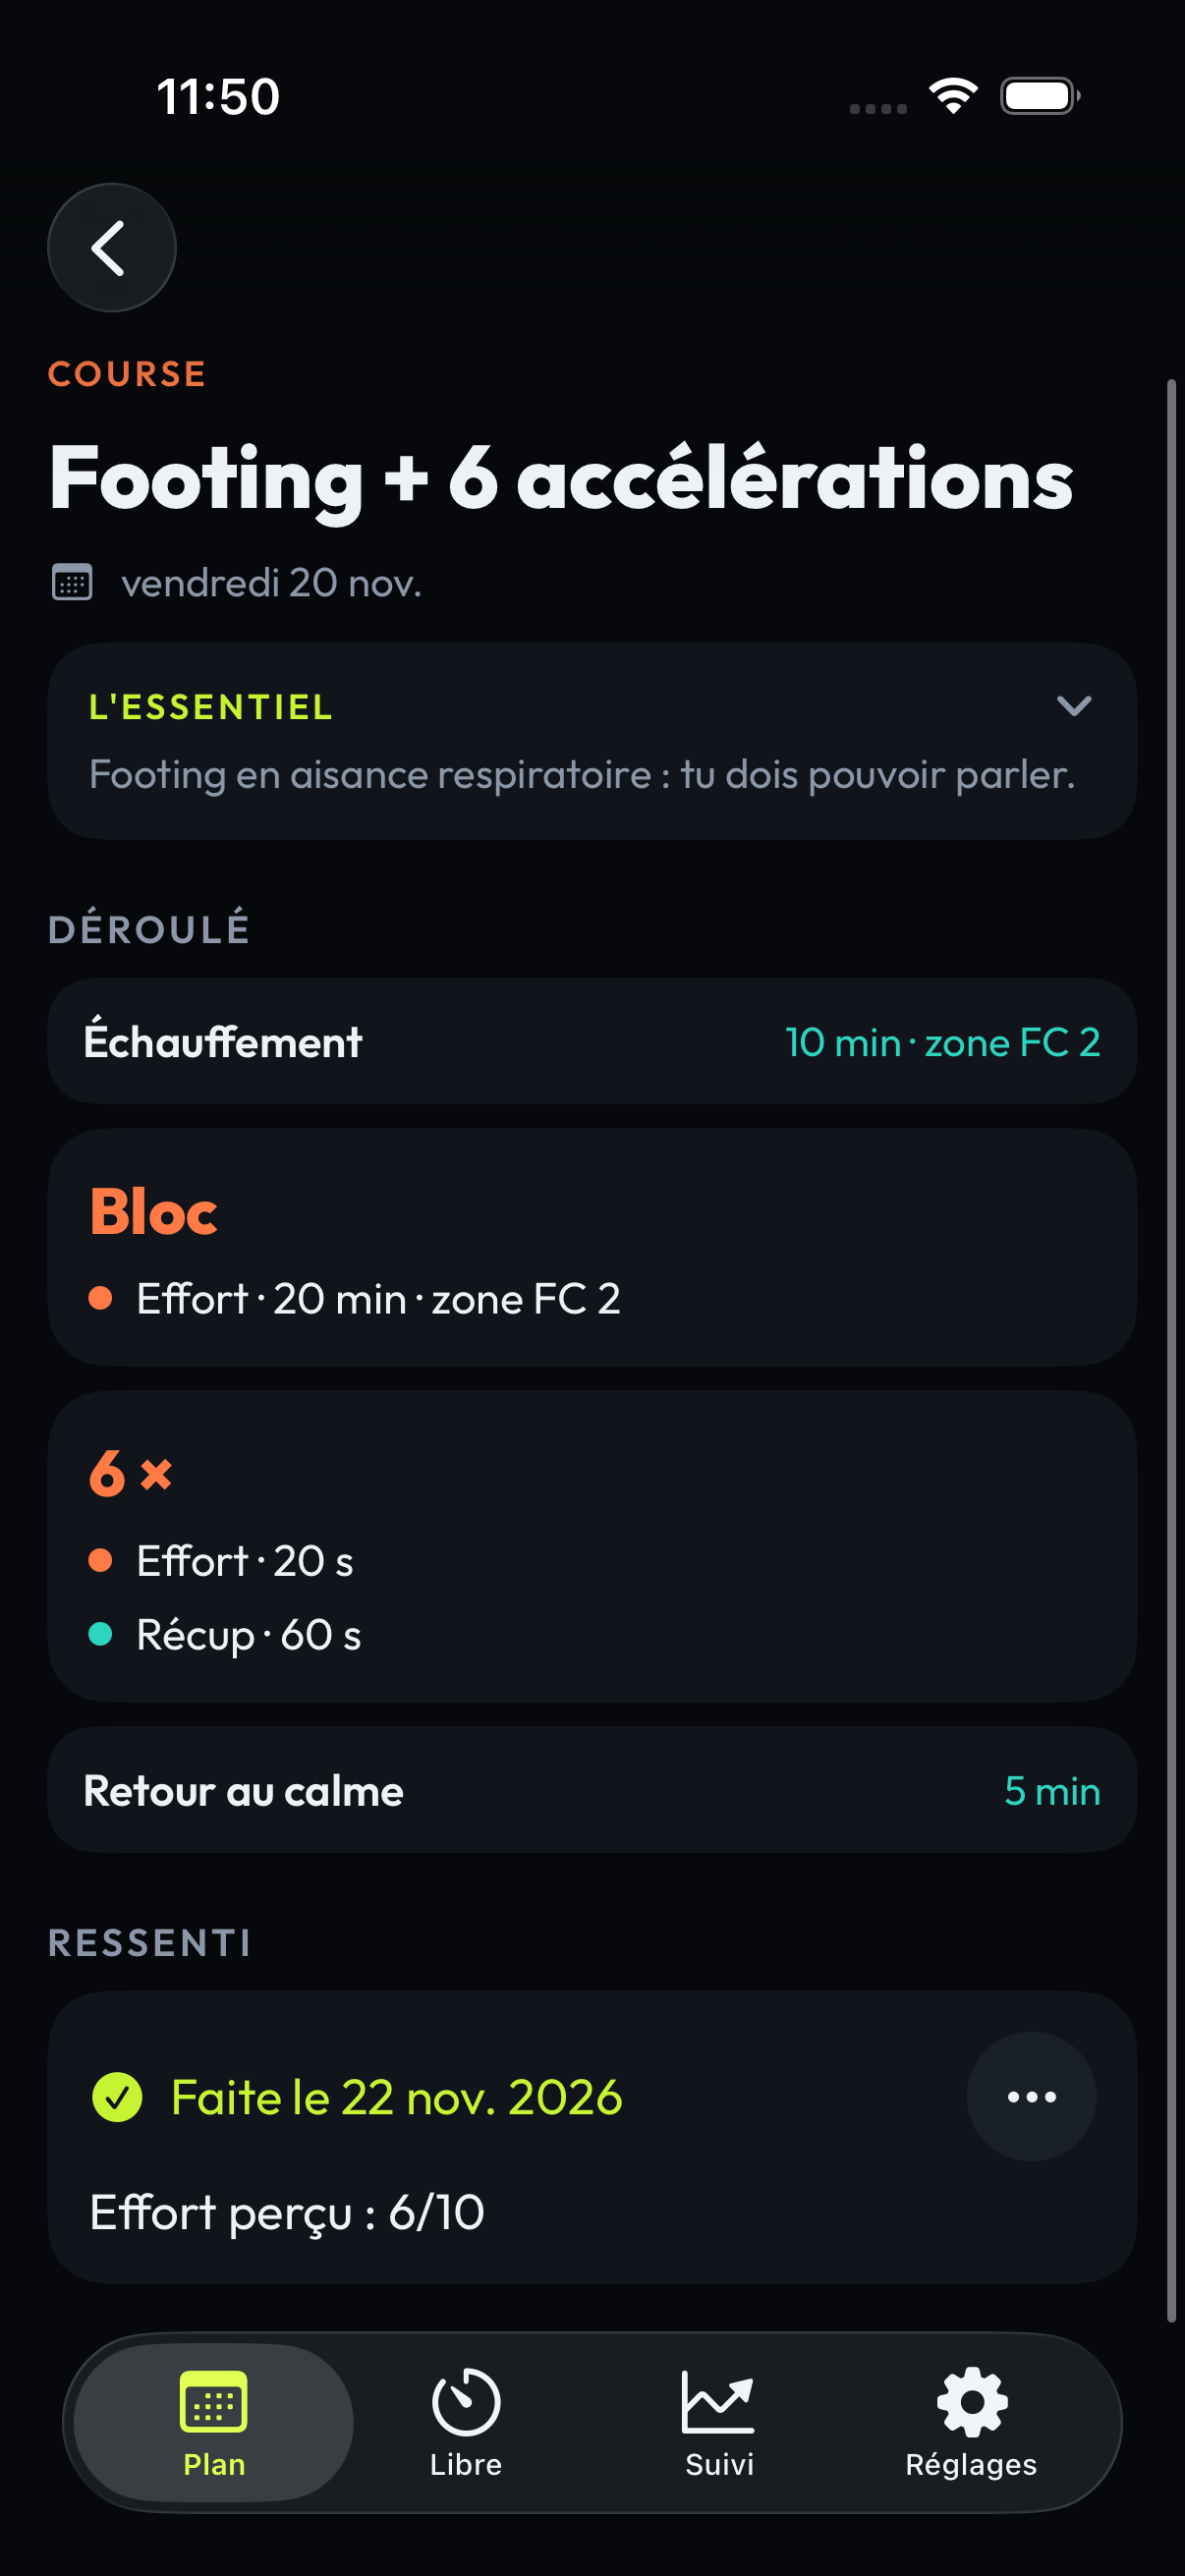 11:50
COURSE
Footing + 6 accélérations
vendredi 20 nov.
L'ESSENTIEL
Footing en aisance respiratoire : tu dois pouvoir parler.
DÉROULÉ
Échauffement 10 min · zone FC 2
Bloc
Effort · 20 min · zone FC 2
6 ×
Effort · 20 s
Récup · 60 s
Retour au calme 5 min
RESSENTI
Faite le 22 nov. 2026
Effort perçu : 6/10
Plan Libre Suivi Réglages